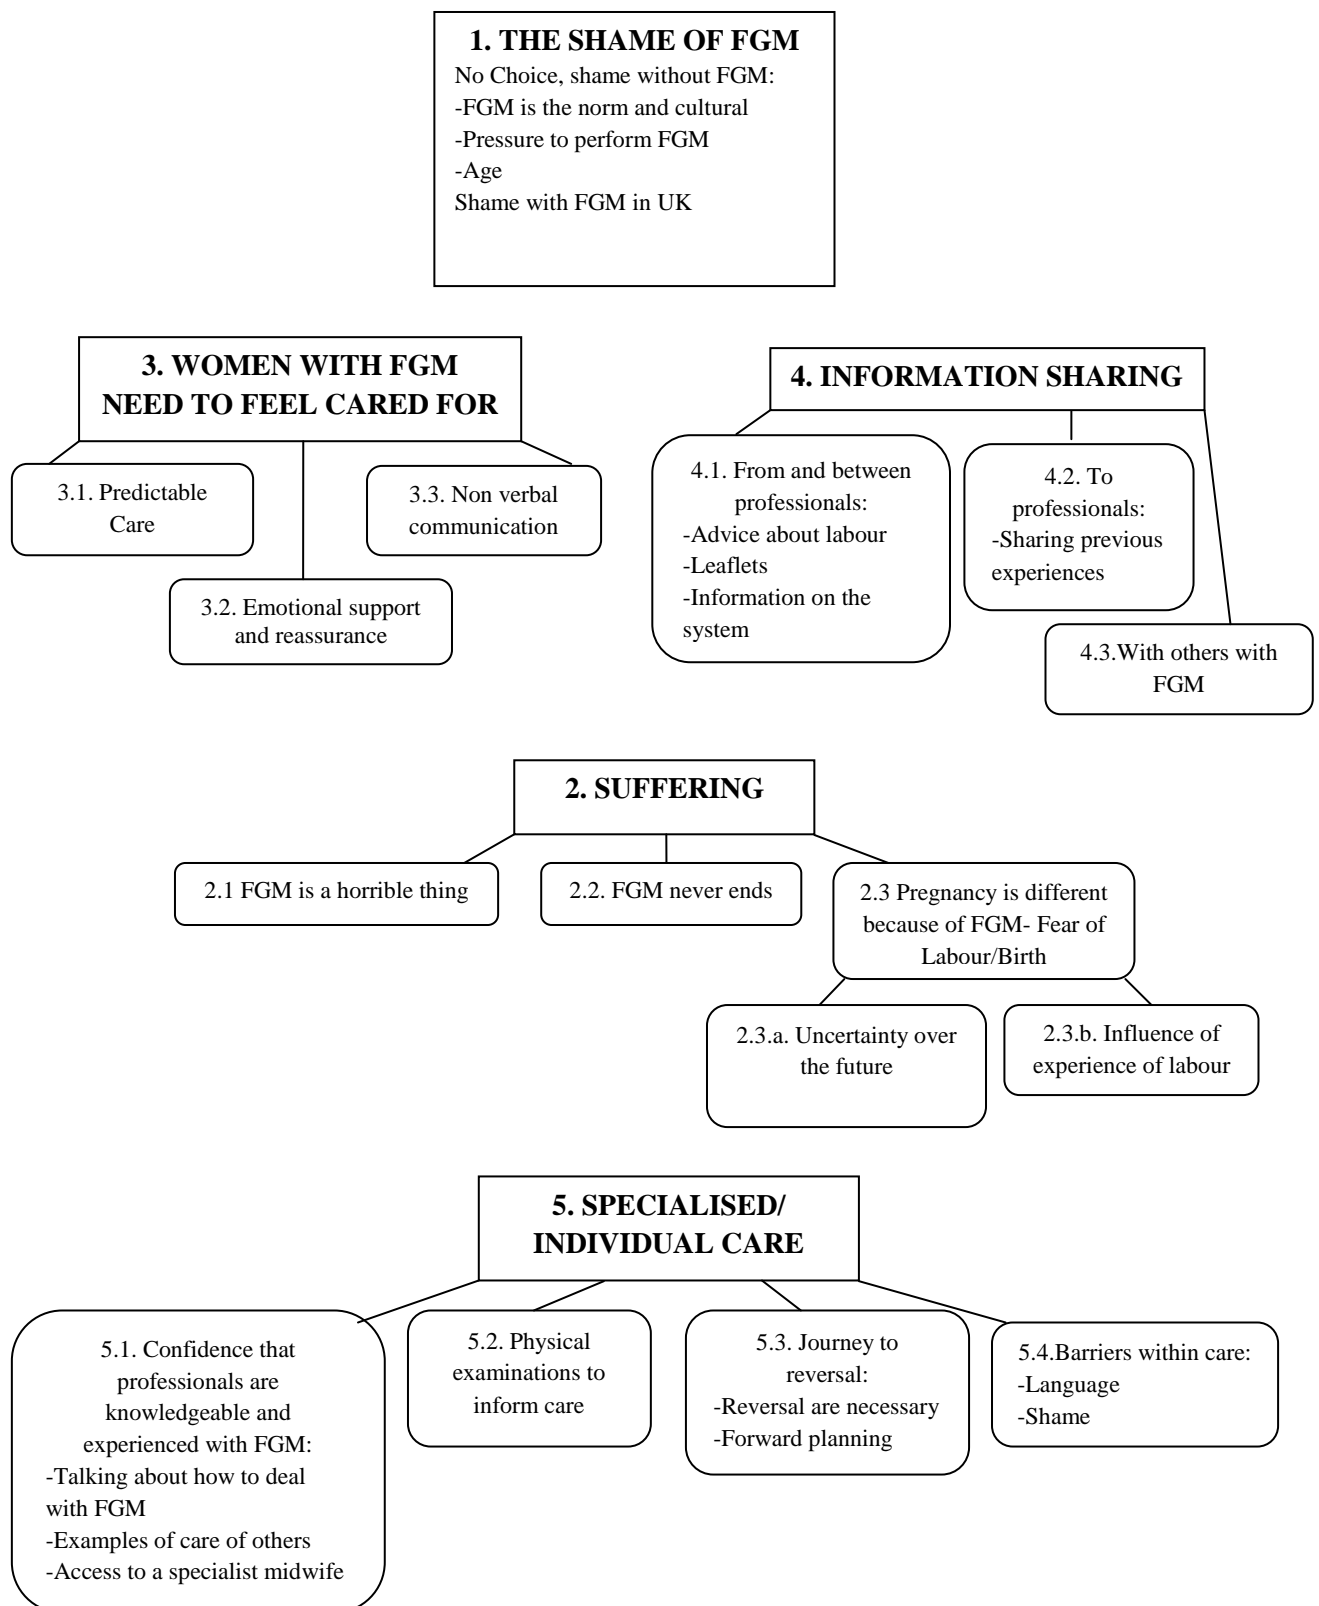 1. THE SHAME OF FGM
No Choice, shame without FGM:
-FGM is the norm and cultural
-Pressure to perform FGM
-Age
Shame with FGM in UK
3. WOMEN WITH FGM
NEED TO FEEL CARED FOR
3.1. Predictable
Care
3.3. Non verbal
communication
3.2. Emotional support
and reassurance
4. INFORMATION SHARING
4.1. From and between
professionals:
-Advice about labour
-Leaflets
-Information on the
system
4.2. To
professionals:
-Sharing previous
experiences
4.3.With others with
FGM
2. SUFFERING
2.1 FGM is a horrible thing
2.2. FGM never ends
2.3 Pregnancy is different
because of FGM- Fear of
Labour/Birth
2.3.a. Uncertainty over
the future
2.3.b. Influence of
experience of labour
5. SPECIALISED/
INDIVIDUAL CARE
5.1. Confidence that
professionals are
knowledgeable and
experienced with FGM:
-Talking about how to deal
with FGM
-Examples of care of others
-Access to a specialist midwife
5.2. Physical
examinations to
inform care
5.3. Journey to
reversal:
-Reversal are necessary
-Forward planning
5.4.Barriers within care:
-Language
-Shame